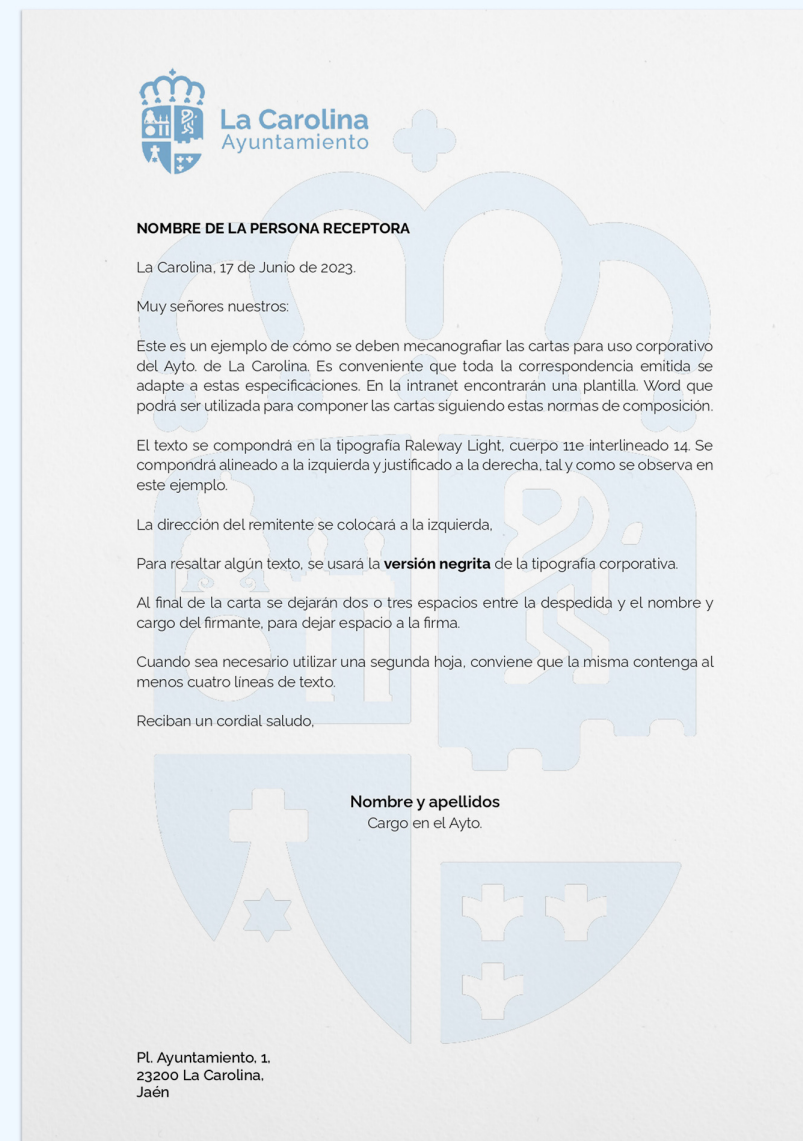 La Carolina
Ayuntamiento
NOMBRE DE LA PERSONA RECEPTORA
La Carolina, 17 de Junio de 2023.
Muy señores nuestros:
Este es un ejemplo de cómo se deben mecanografiar las cartas para uso corporativo
del Ayto. de La Carolina. Es conveniente que toda la correspondencia emitida se
adapte a estas especificaciones. En la intranet encontrarán una plantilla. Word que
podrá ser utilizada para componer las cartas siguiendo estas normas de composición.
El texto se compondrá en la tipografía Raleway Light, cuerpo 11e interlineado 14. Se
compondrá alineado a la izquierda y justificado a la derecha, tal y como se observa en
este ejemplo.
La dirección del remitente se colocará a la izquierda,
Para resaltar algún texto, se usará la versión negrita de la tipografía corporativa.
Al final de la carta se dejarán dos o tres espacios entre la despedida y el nombre y
cargo del firmante, para dejar espacio a la firma.
Cuando sea necesario utilizar una segunda hoja, conviene que la misma contenga al
menos cuatro líneas de texto.
Reciban un cordial saludo,
Nombre y apellidos
Cargo en el Ayto.
Pl. Ayuntamiento, 1,
23200 La Carolina,
Jaén